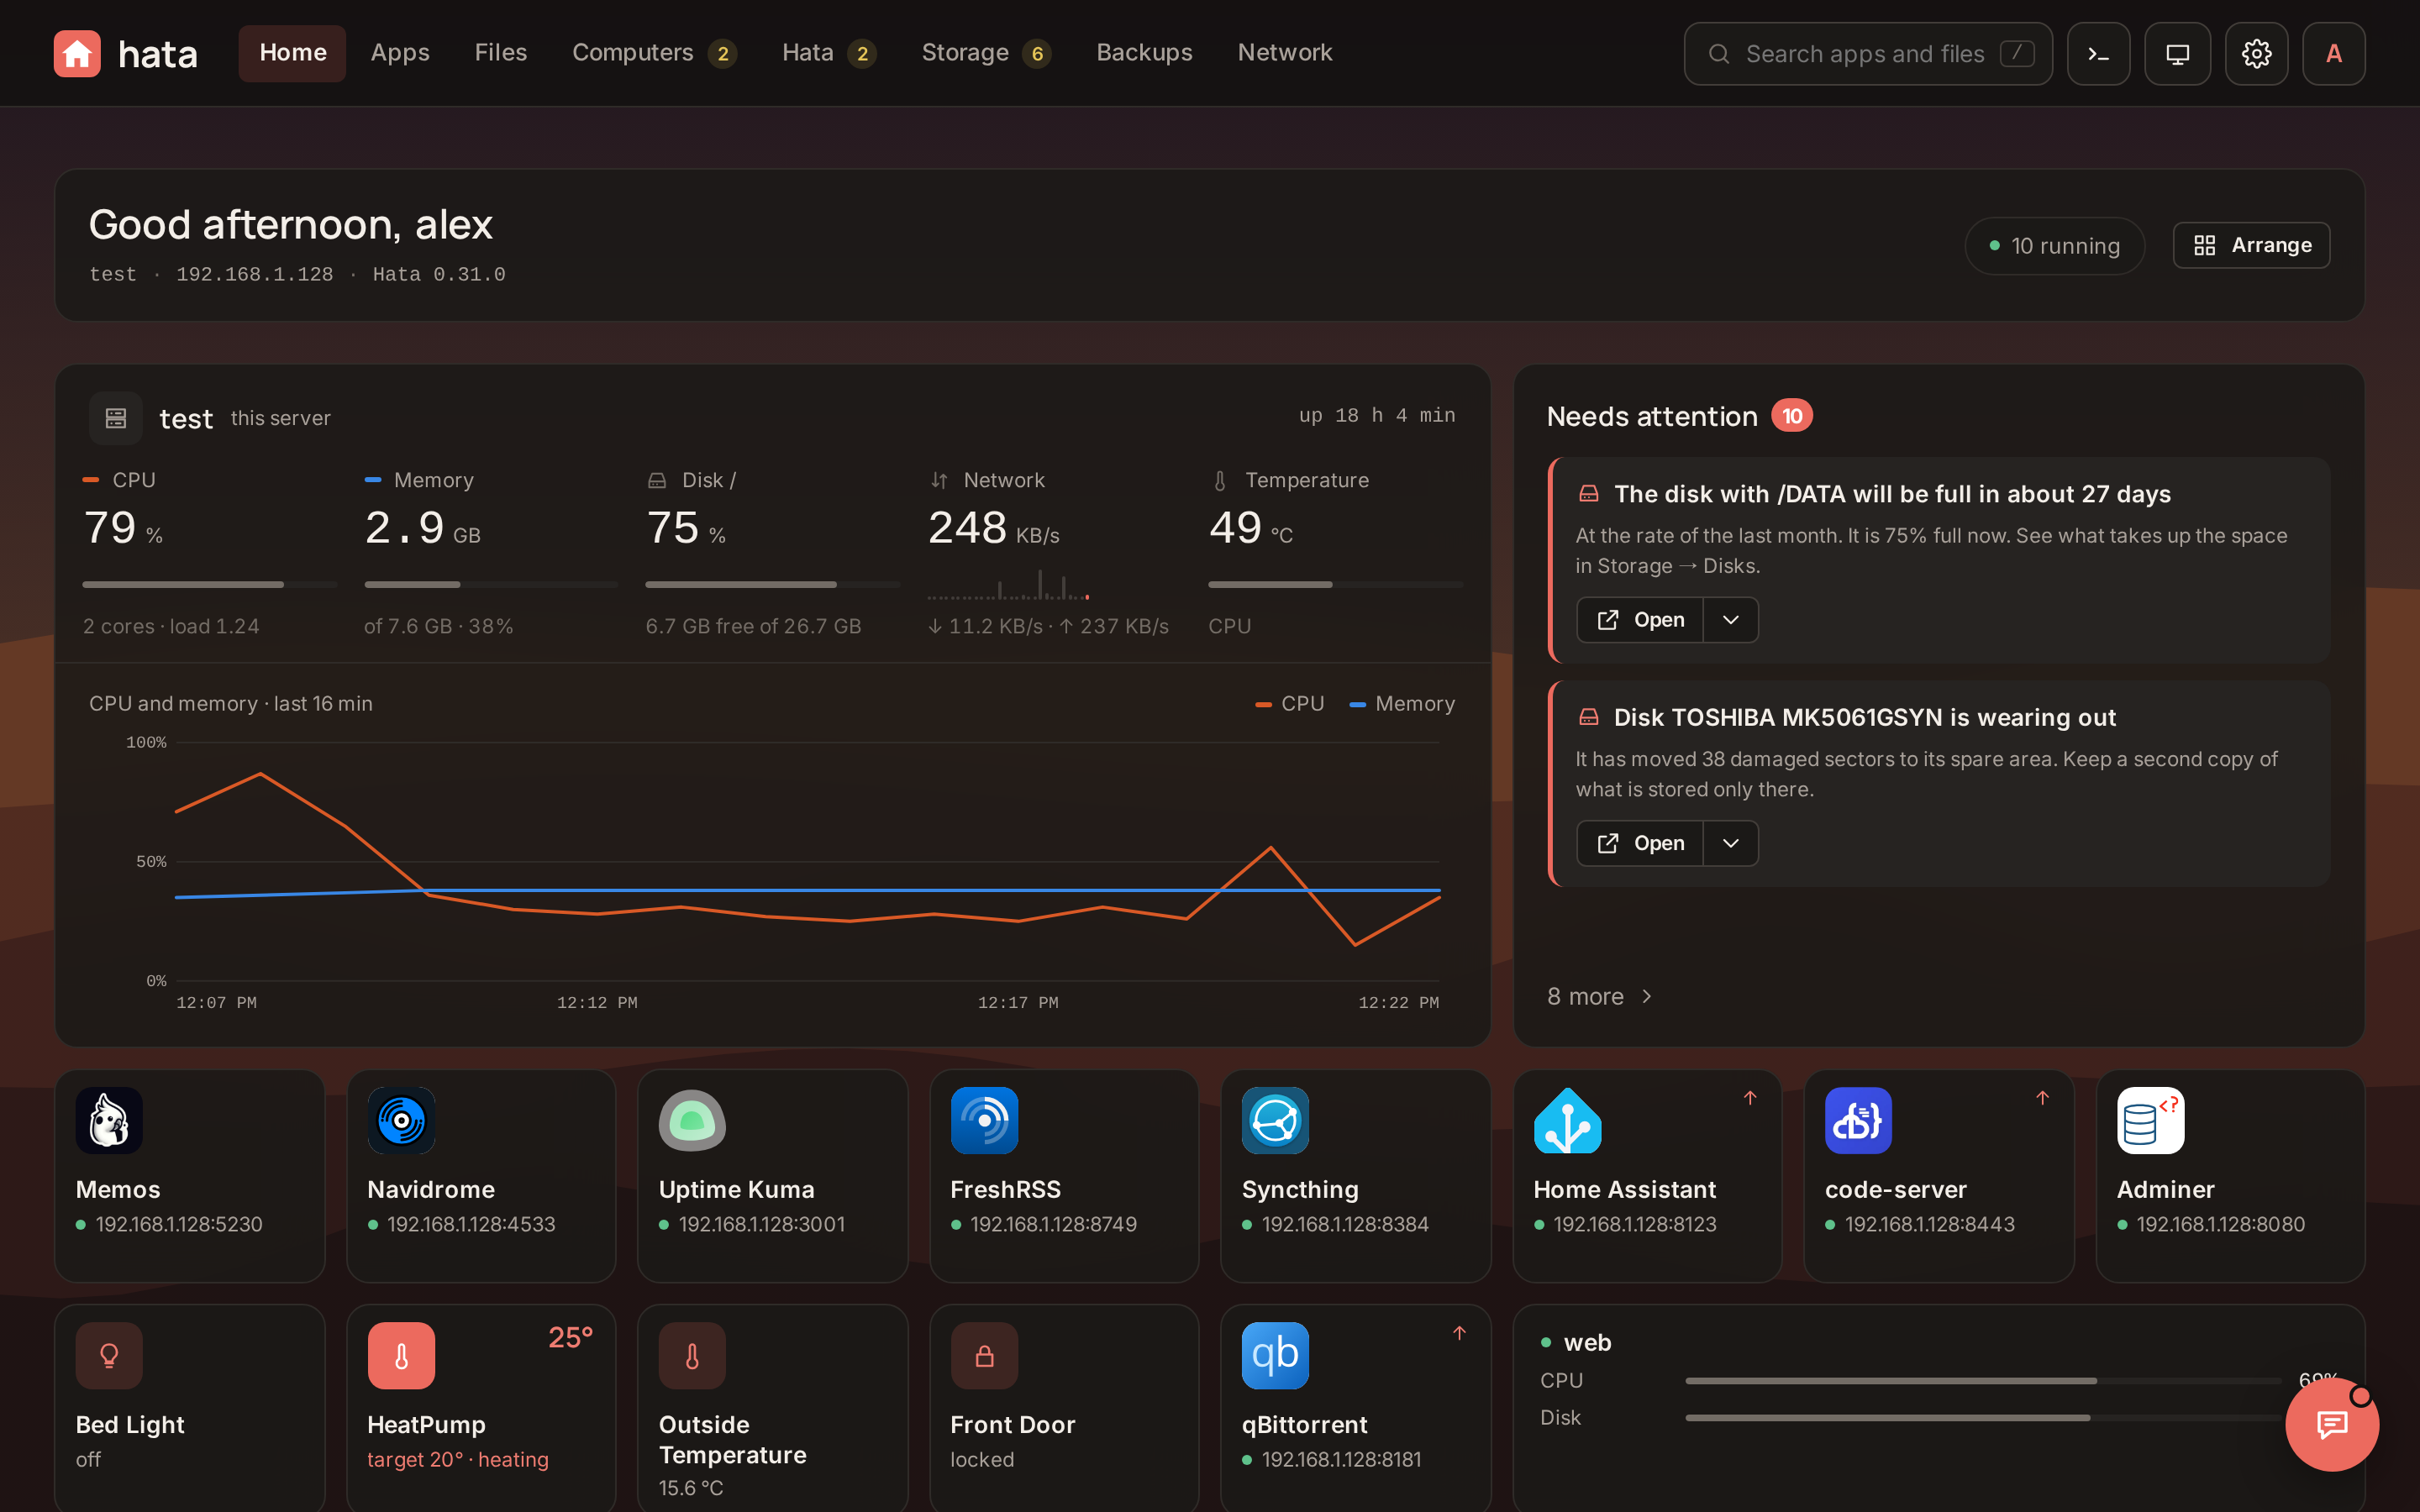 hata
Home
Apps
Files
Computers 2
Hata 2
Storage 6
Backups
Network
Search apps and files /
A
Good afternoon, alex
test · 192.168.1.128 · Hata 0.31.0
10 running
Arrange
test this server
up 18 h 4 min
CPU
79 %
2 cores · load 1.24
Memory
2.9 GB
of 7.6 GB · 38%
Disk /
75 %
6.7 GB free of 26.7 GB
Network
248 KB/s
↓ 11.2 KB/s · ↑ 237 KB/s
Temperature
49 °C
CPU
CPU and memory · last 16 min
CPU
Memory
100%
50%
0%
12:07 PM
12:12 PM
12:17 PM
12:22 PM
Needs attention 10
The disk with /DATA will be full in about 27 days
At the rate of the last month. It is 75% full now. See what takes up the space
in Storage → Disks.
Open
Disk TOSHIBA MK5061GSYN is wearing out
It has moved 38 damaged sectors to its spare area. Keep a second copy of
what is stored only there.
Open
8 more
Memos
192.168.1.128:5230
Navidrome
192.168.1.128:4533
Uptime Kuma
192.168.1.128:3001
FreshRSS
192.168.1.128:8749
Syncthing
192.168.1.128:8384
Home Assistant
192.168.1.128:8123
code-server
192.168.1.128:8443
<?
Adminer
192.168.1.128:8080
Bed Light
off
25°
HeatPump
target 20° · heating
Outside
Temperature
15.6 °C
Front Door
locked
qb
qBittorrent
192.168.1.128:8181
web
CPU
Disk